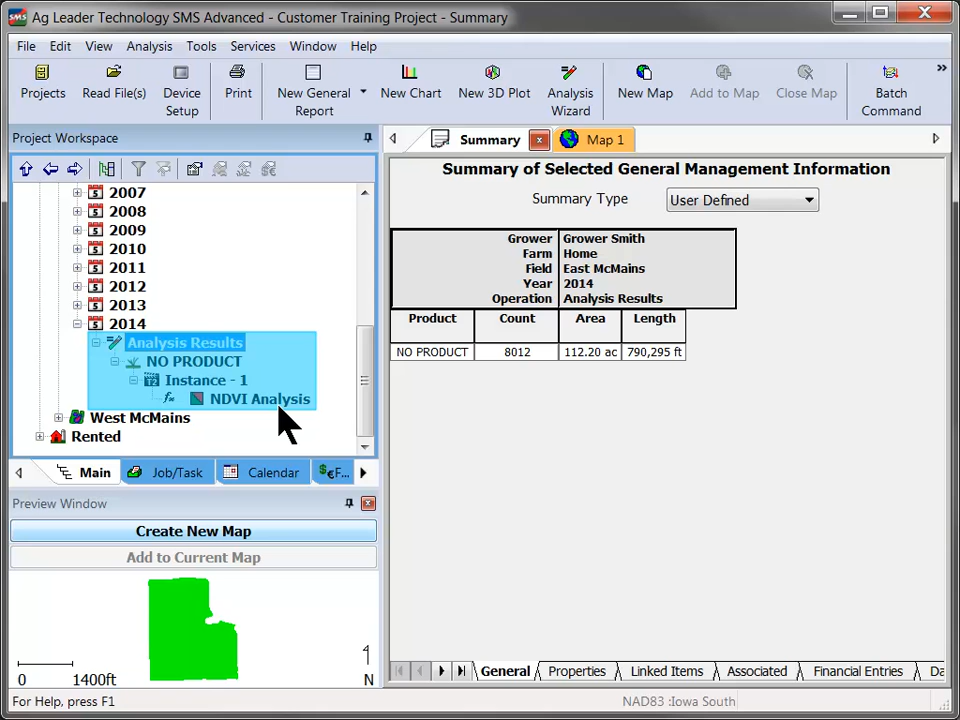 SMS Ag Leader Technology SMS Advanced - Customer Training Project - Summary
File Edit View Analysis Tools Services Window Help
Projects Read File(s) Device Setup Print New General Report New Chart New 3D Plot Analysis Wizard New Map Add to Map Close Map Batch Command »
Project Workspace
Summary x Map 1
Summary of Selected General Management Information
Summary Type User Defined
2007
2008
2009
2010
2011
2012
2013
2014
Analysis Results
NO PRODUCT
Instance - 1
NDVI Analysis
West McMains
Rented
Grower Grower Smith
Farm Home
Field East McMains
Year 2014
Operation Analysis Results
Product Count Area Length
NO PRODUCT 8012 112.20 ac 790,295 ft
Main Job/Task Calendar $€F...
Preview Window
Create New Map
Add to Current Map
0 1400ft N
General Properties Linked Items Associated Financial Entries Da
For Help, press F1 NAD83 :Iowa South